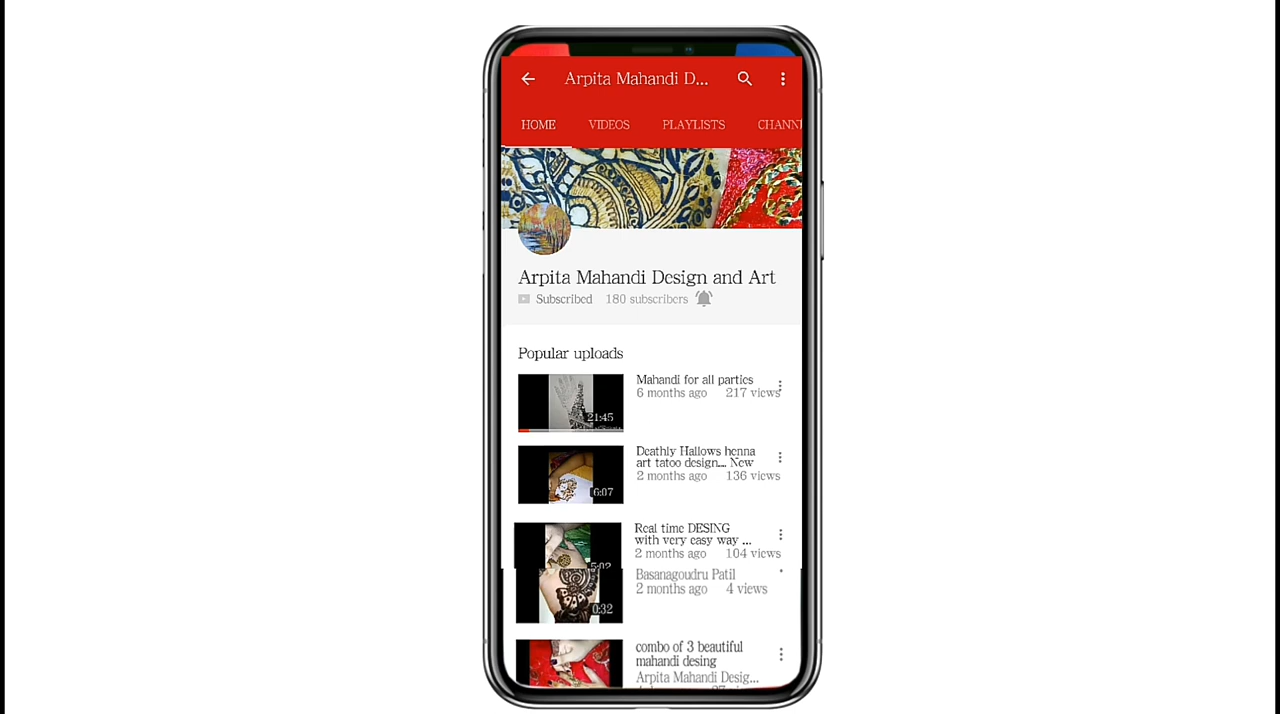 Arpita Mahandi D...
HOME VIDEOS PLAYLISTS CHANN
Arpita Mahandi Design and Art
Subscribed 180 subscribers
Popular uploads
Mahandi for all parties
6 months ago 217 views
21:45
Deathly Hallows henna
art tatoo design.... New
2 months ago 136 views
6:07
Real time DESING
with very easy way ...
2 months ago 104 views
5:02
Basanagoudru Patil
2 months ago 4 views
0:32
combo of 3 beautiful
mahandi desing
Arpita Mahandi Desig...